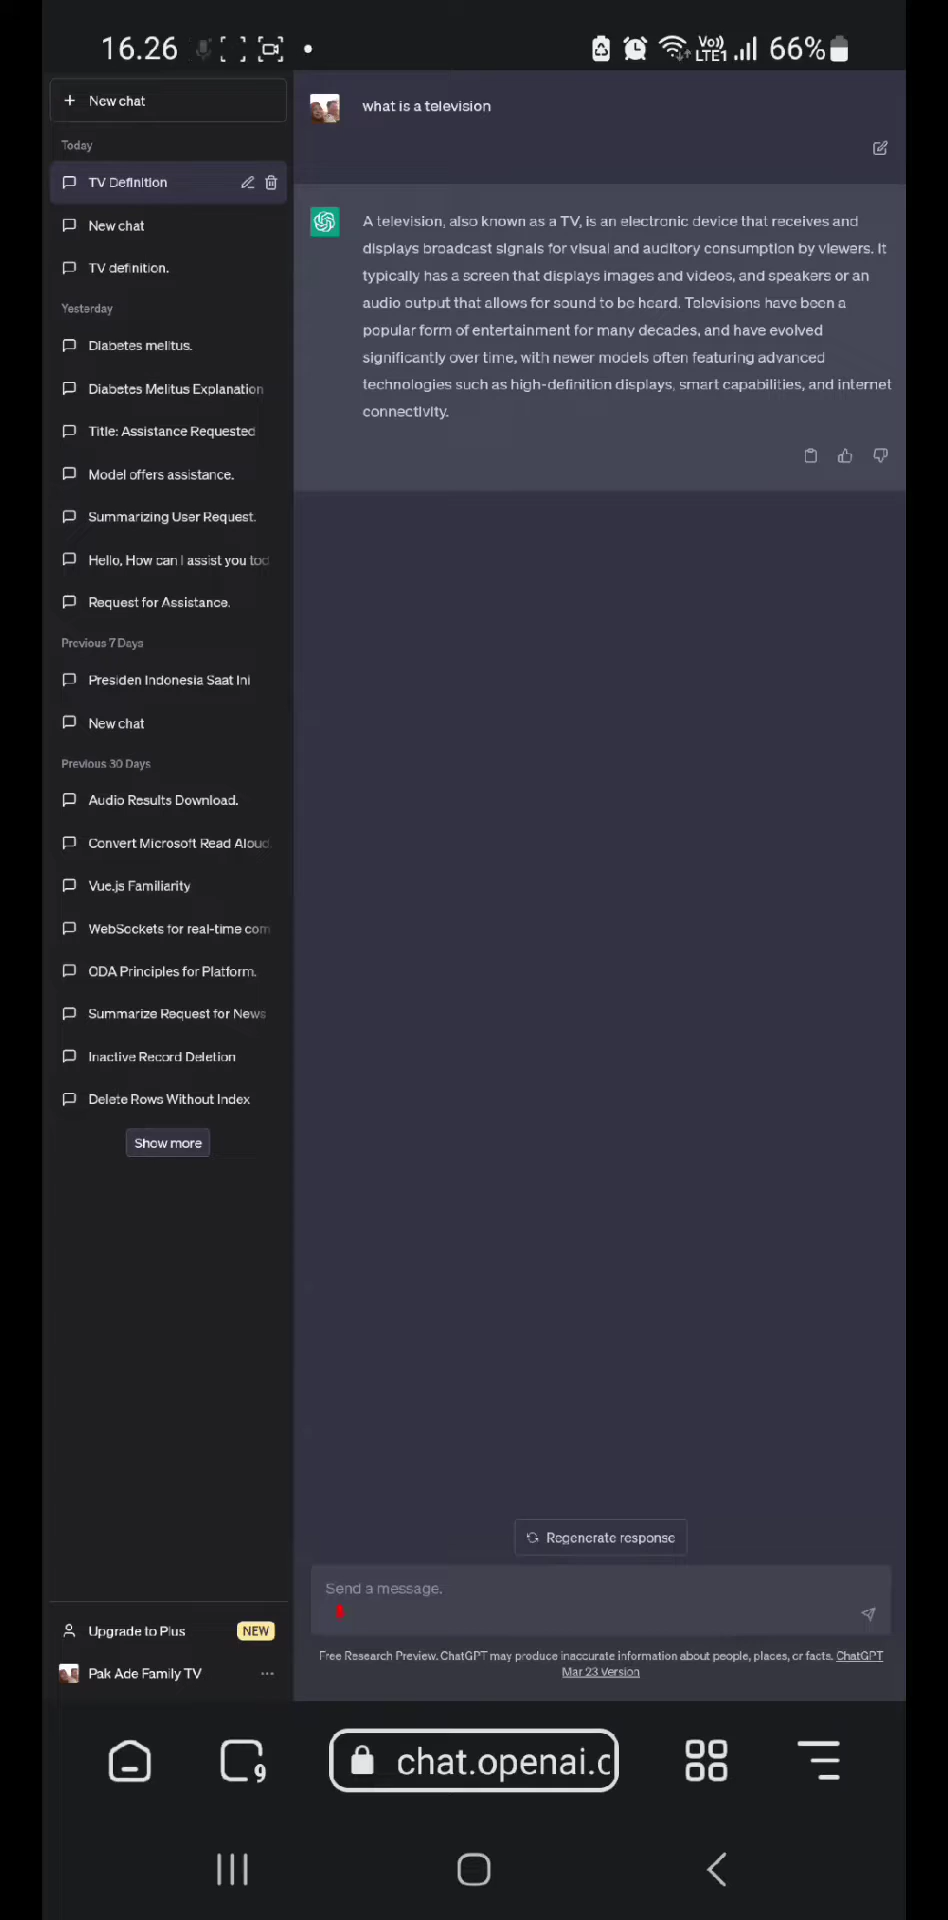 16.26
Vo))
LTE1
66%
New chat
Today
TV Definition
New chat
TV definition.
Yesterday
Diabetes melitus.
Diabetes Melitus Explanation
Title: Assistance Requested
Model offers assistance.
Summarizing User Request.
Hello, How can I assist you tod
Request for Assistance.
Previous 7 Days
Presiden Indonesia Saat Ini
New chat
Previous 30 Days
Audio Results Download.
Convert Microsoft Read Aloud
Vue.js Familiarity
WebSockets for real-time com
ODA Principles for Platform.
Summarize Request for News
Inactive Record Deletion
Delete Rows Without Index
Show more
Upgrade to Plus NEW
Pak Ade Family TV
what is a television
A television, also known as a TV, is an electronic device that receives and
displays broadcast signals for visual and auditory consumption by viewers. It
typically has a screen that displays images and videos, and speakers or an
audio output that allows for sound to be heard. Televisions have been a
popular form of entertainment for many decades, and have evolved
significantly over time, with newer models often featuring advanced
technologies such as high-definition displays, smart capabilities, and internet
connectivity.
Regenerate response
Send a message.
Free Research Preview. ChatGPT may produce inaccurate information about people, places, or facts. ChatGPT
Mar 23 Version
9
chat.openai.c